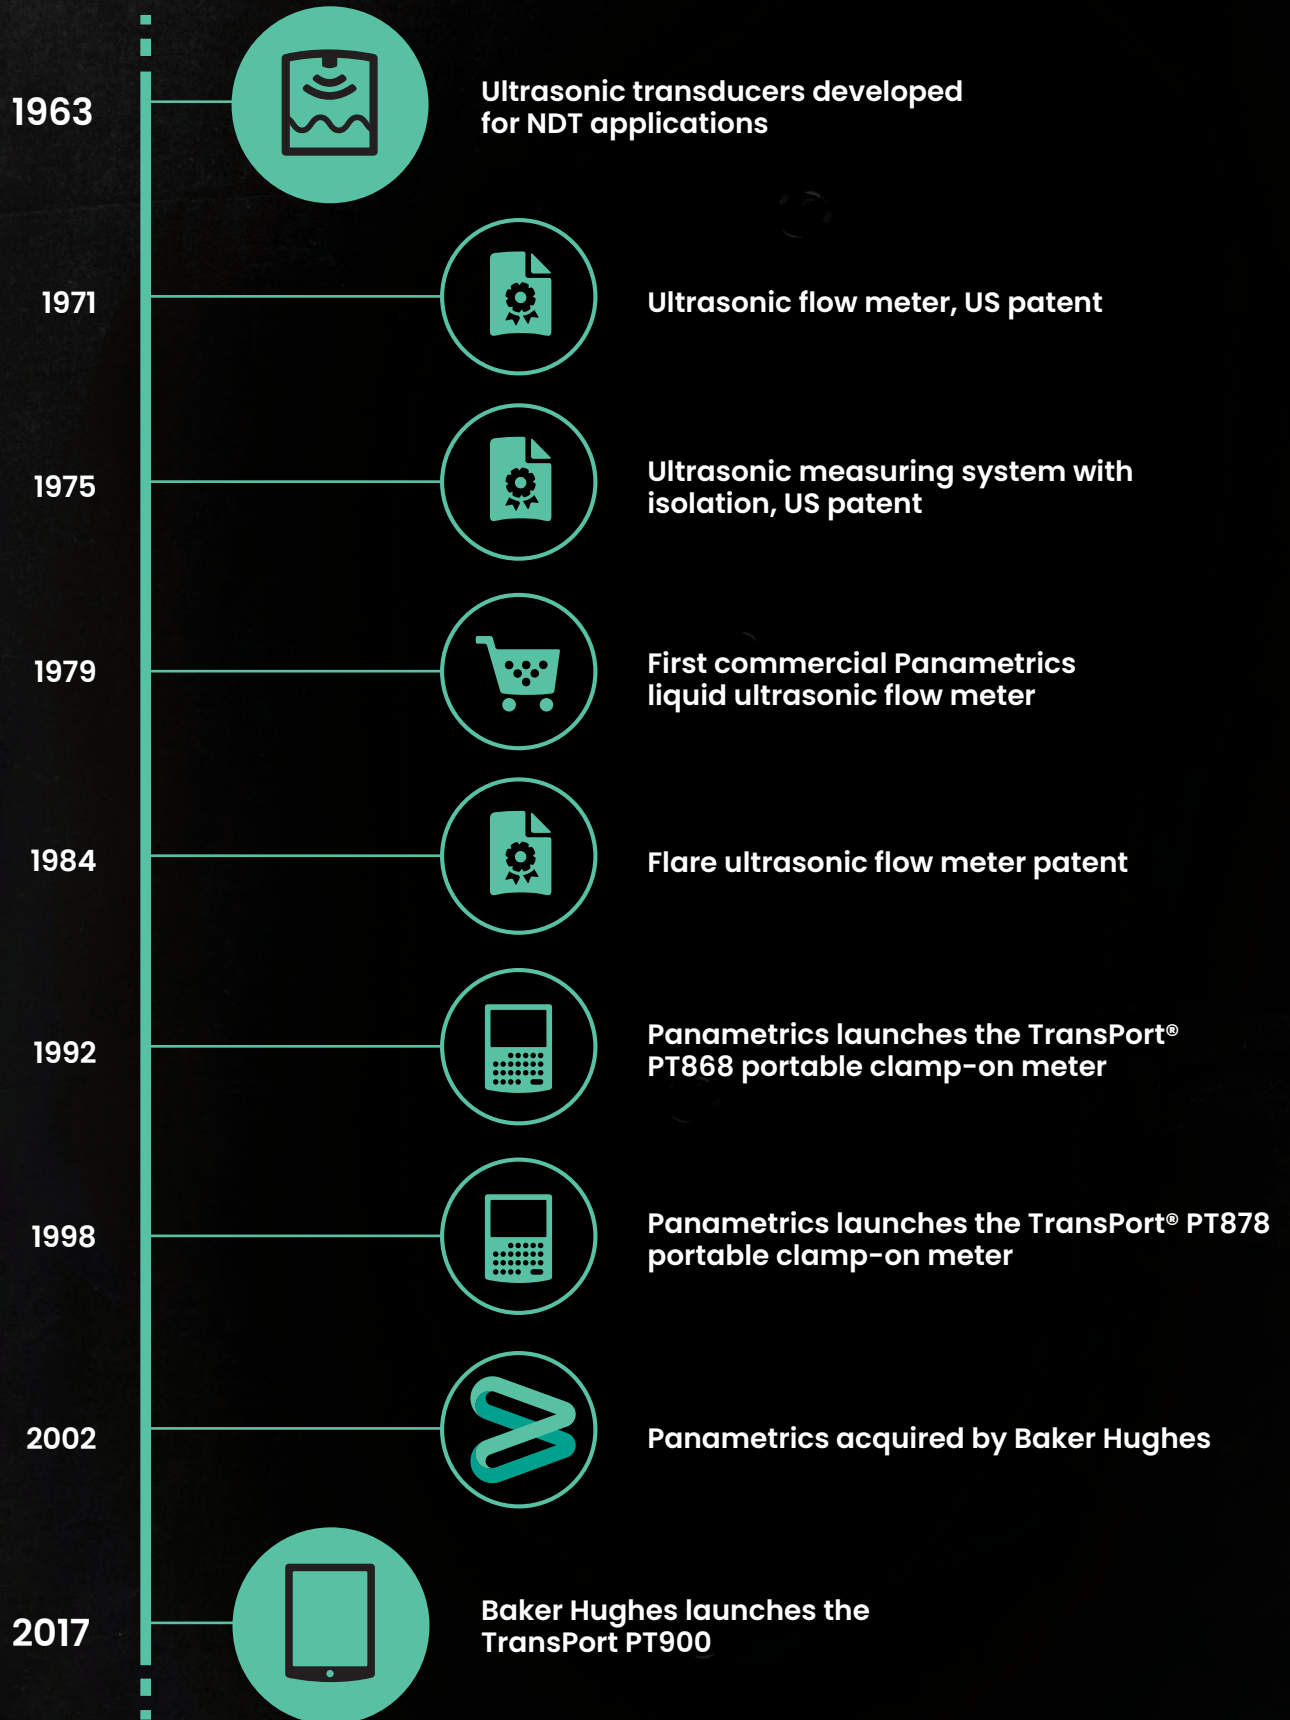 1963
Ultrasonic transducers developed
for NDT applications
1971
Ultrasonic flow meter, US patent
1975
Ultrasonic measuring system with
isolation, US patent
1979
First commercial Panametrics
liquid ultrasonic flow meter
1984
Flare ultrasonic flow meter patent
1992
Panametrics launches the TransPort®
PT868 portable clamp-on meter
1998
Panametrics launches the TransPort® PT878
portable clamp-on meter
2002
Panametrics acquired by Baker Hughes
2017
Baker Hughes launches the
TransPort PT900